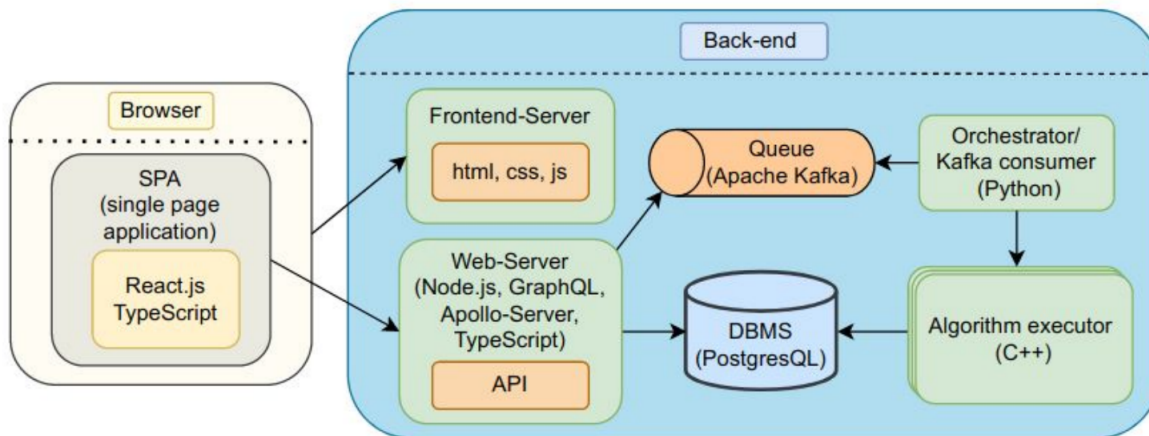 Back-end
Browser
SPA
(single page
application)
React.js
TypeScript
Frontend-Server
html, css, js
Web-Server
(Node.js, GraphQL,
Apollo-Server,
TypeScript)
API
Queue
(Apache Kafka)
DBMS
(PostgresQL)
Orchestrator/
Kafka consumer
(Python)
Algorithm executor
(C++)